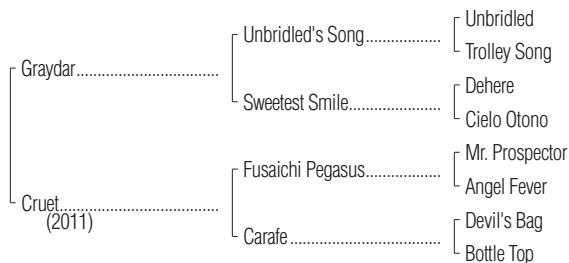 Unbridled
Unbridled's Song
Trolley Song
Graydar
Dehere
Sweetest Smile
Cielo Otono
Mr. Prospector
Fusaichi Pegasus
Angel Fever
Cruet
(2011)
Devil's Bag
Carafe
Bottle Top